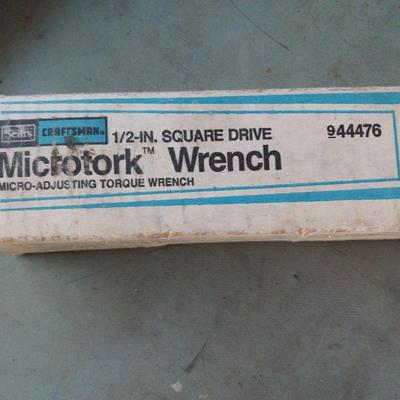 Sears CRAFTSMAN® 1/2-IN. SQUARE DRIVE 944476
Microtork™ Wrench
MICRO-ADJUSTING TORQUE WRENCH